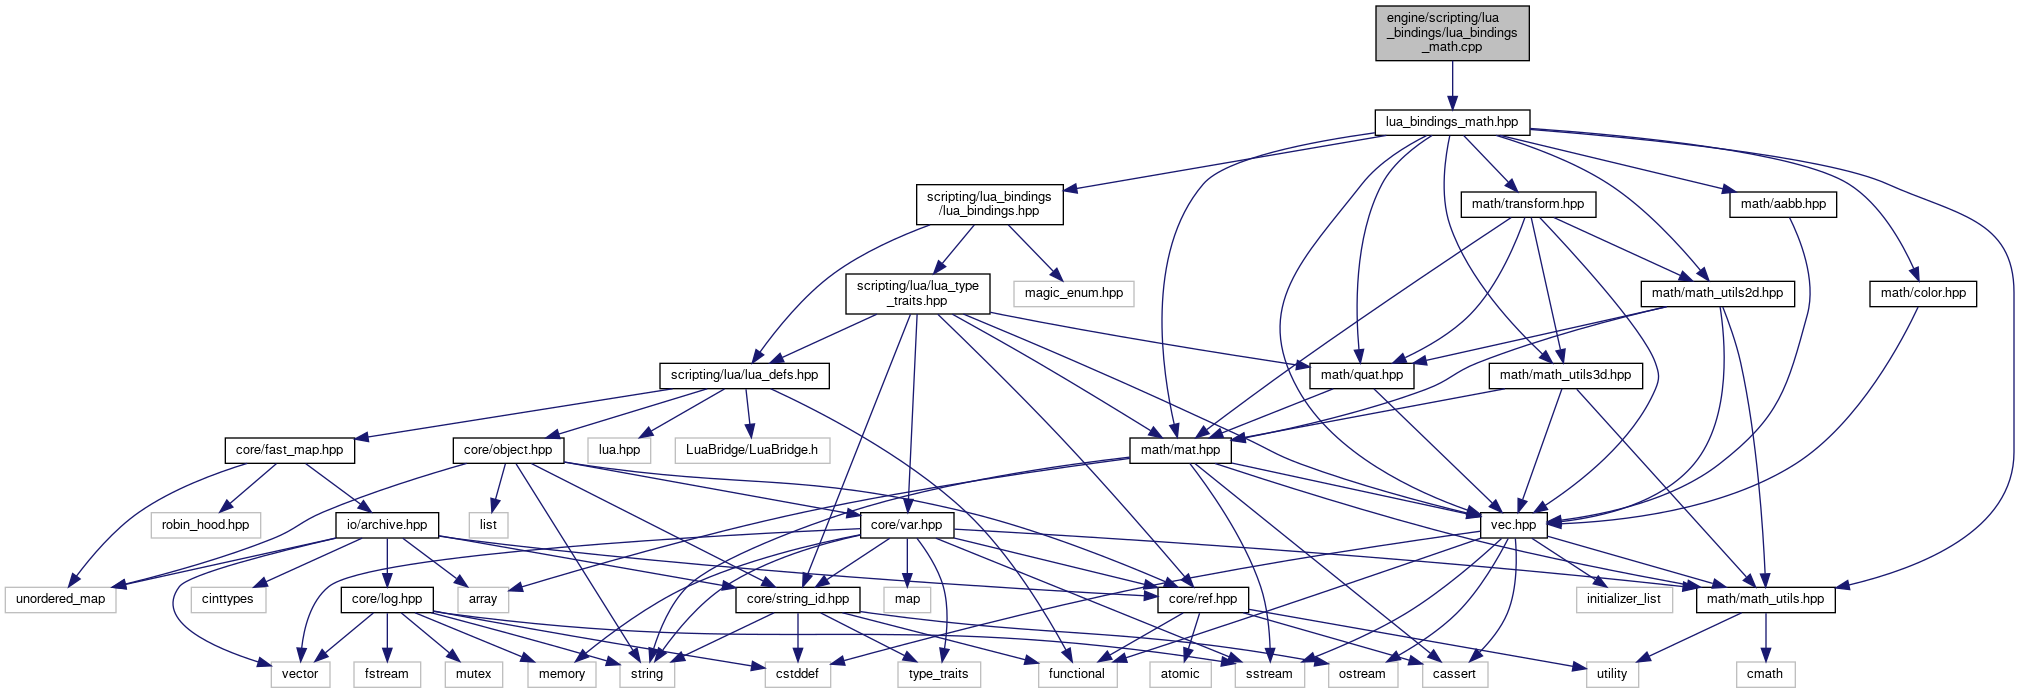 engine/scripting/lua
_bindings/lua_bindings
_math.cpp
lua_bindings_math.hpp
scripting/lua_bindings
/lua_bindings.hpp
math/transform.hpp
math/aabb.hpp
scripting/lua/lua_type
_traits.hpp
magic_enum.hpp
math/math_utils2d.hpp
math/color.hpp
scripting/lua/lua_defs.hpp
math/quat.hpp
math/math_utils3d.hpp
core/fast_map.hpp
core/object.hpp
lua.hpp
LuaBridge/LuaBridge.h
math/mat.hpp
robin_hood.hpp
io/archive.hpp
list
core/var.hpp
vec.hpp
unordered_map
cinttypes
core/log.hpp
array
core/string_id.hpp
map
core/ref.hpp
initializer_list
math/math_utils.hpp
vector
fstream
mutex
memory
string
cstddef
type_traits
functional
atomic
sstream
ostream
cassert
utility
cmath